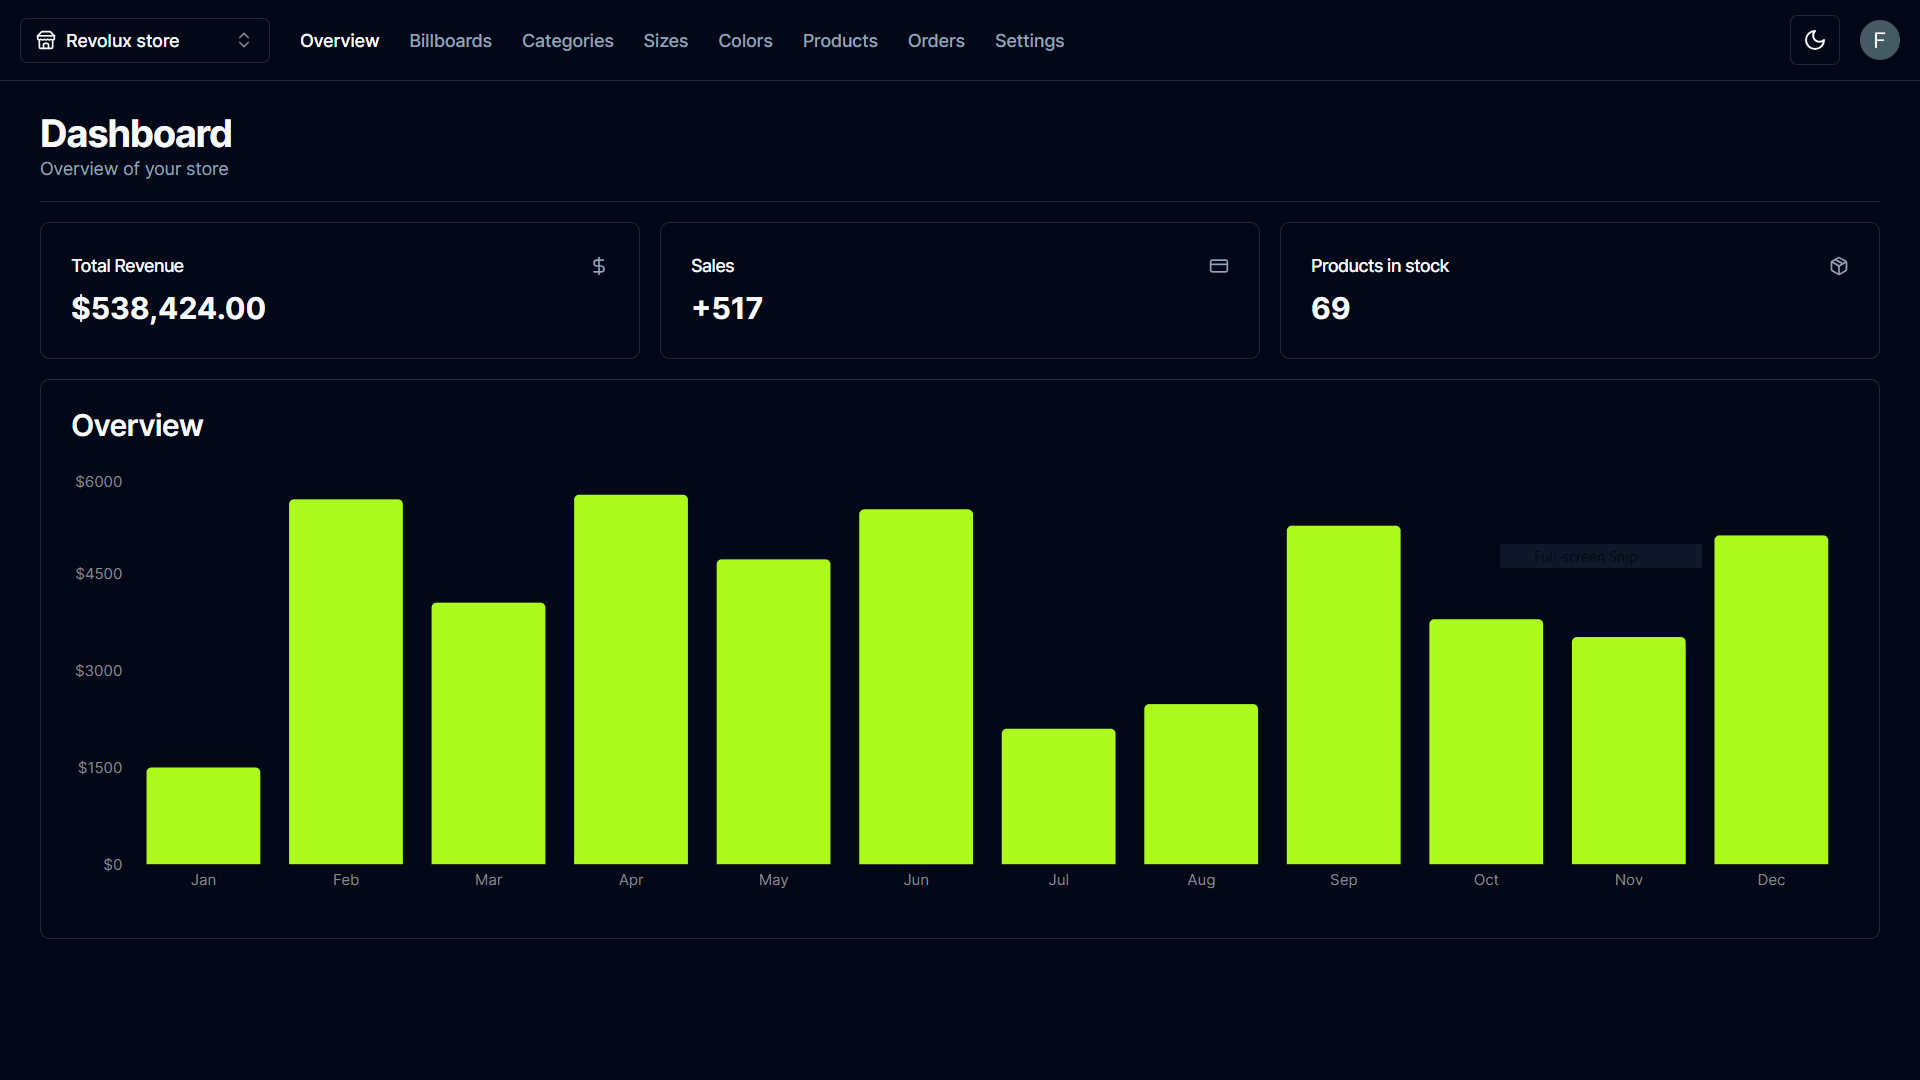 Revolux store
Overview Billboards Categories Sizes Colors Products Orders Settings
F
Dashboard
Overview of your store
Total Revenue
$538,424.00
Sales
+517
Products in stock
69
Overview
$6000
$4500
$3000
$1500
$0
Full-screen Snip
Jan Feb Mar Apr May Jun Jul Aug Sep Oct Nov Dec